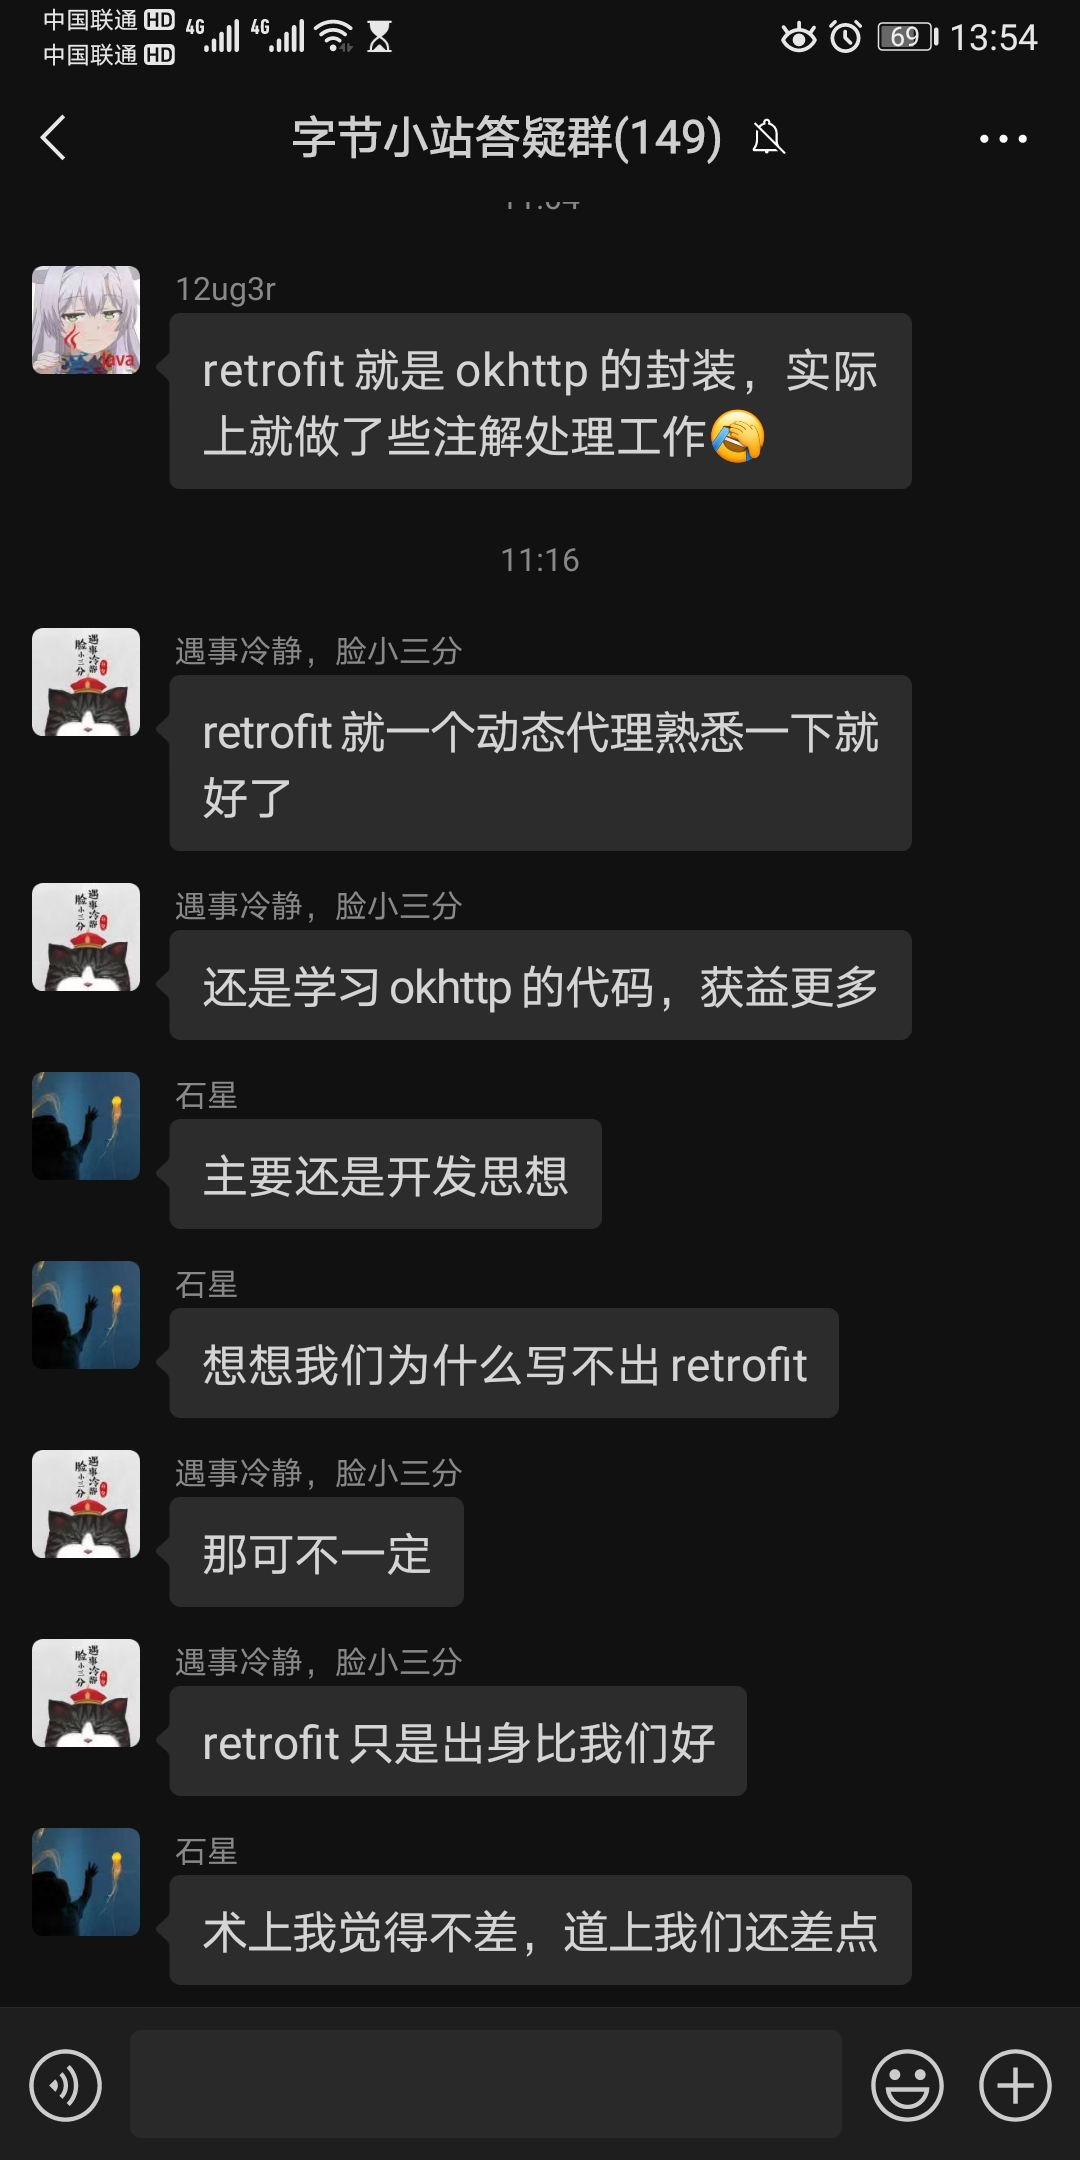 中国联通 HD 4G 4G 69 13:54
中国联通 HD
字节小站答疑群(149)
12ug3r
retrofit 就是 okhttp 的封装，实际
上就做了些注解处理工作🤦
11:16
遇事冷静，脸小三分
retrofit 就一个动态代理熟悉一下就
好了
遇事冷静，脸小三分
还是学习 okhttp 的代码，获益更多
石星
主要还是开发思想
石星
想想我们为什么写不出 retrofit
遇事冷静，脸小三分
那可不一定
遇事冷静，脸小三分
retrofit 只是出身比我们好
石星
术上我觉得不差，道上我们还差点